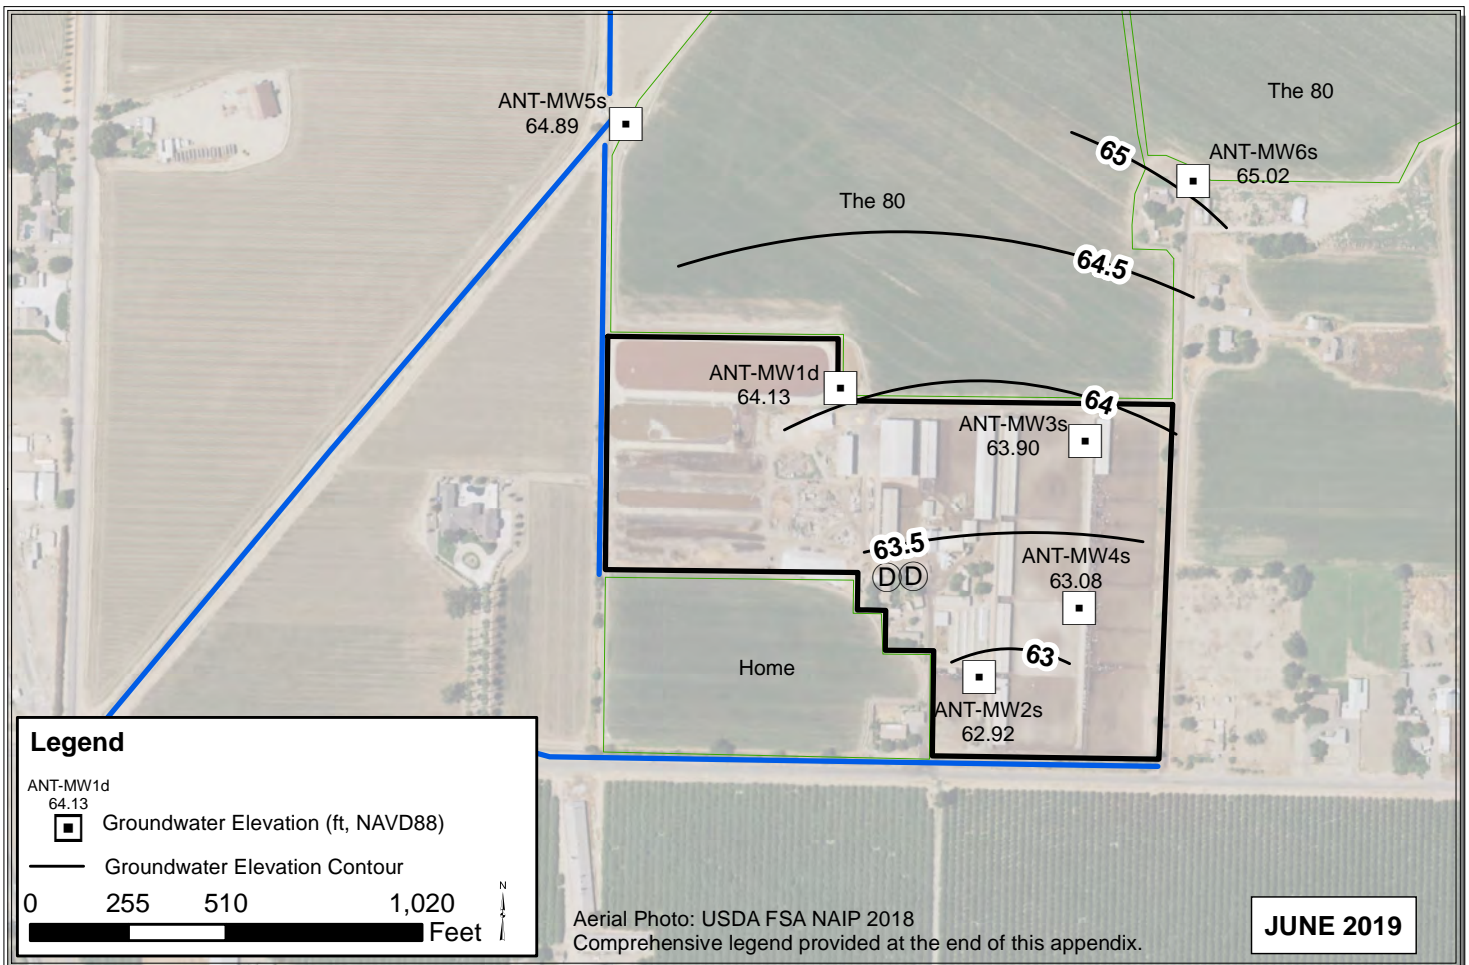 The 80
ANT-MW5s
64.89
65
ANT-MW6s
65.02
The 80
64.5
ANT-MW1d
64.13
64
ANT-MW3s
63.90
63.5
ANT-MW4s
63.08
D D
63
Home
ANT-MW2s
62.92
Legend
ANT-MW1d
64.13
Groundwater Elevation (ft, NAVD88)
Groundwater Elevation Contour
0 255 510 1,020
Feet
N
Aerial Photo: USDA FSA NAIP 2018
Comprehensive legend provided at the end of this appendix.
JUNE 2019